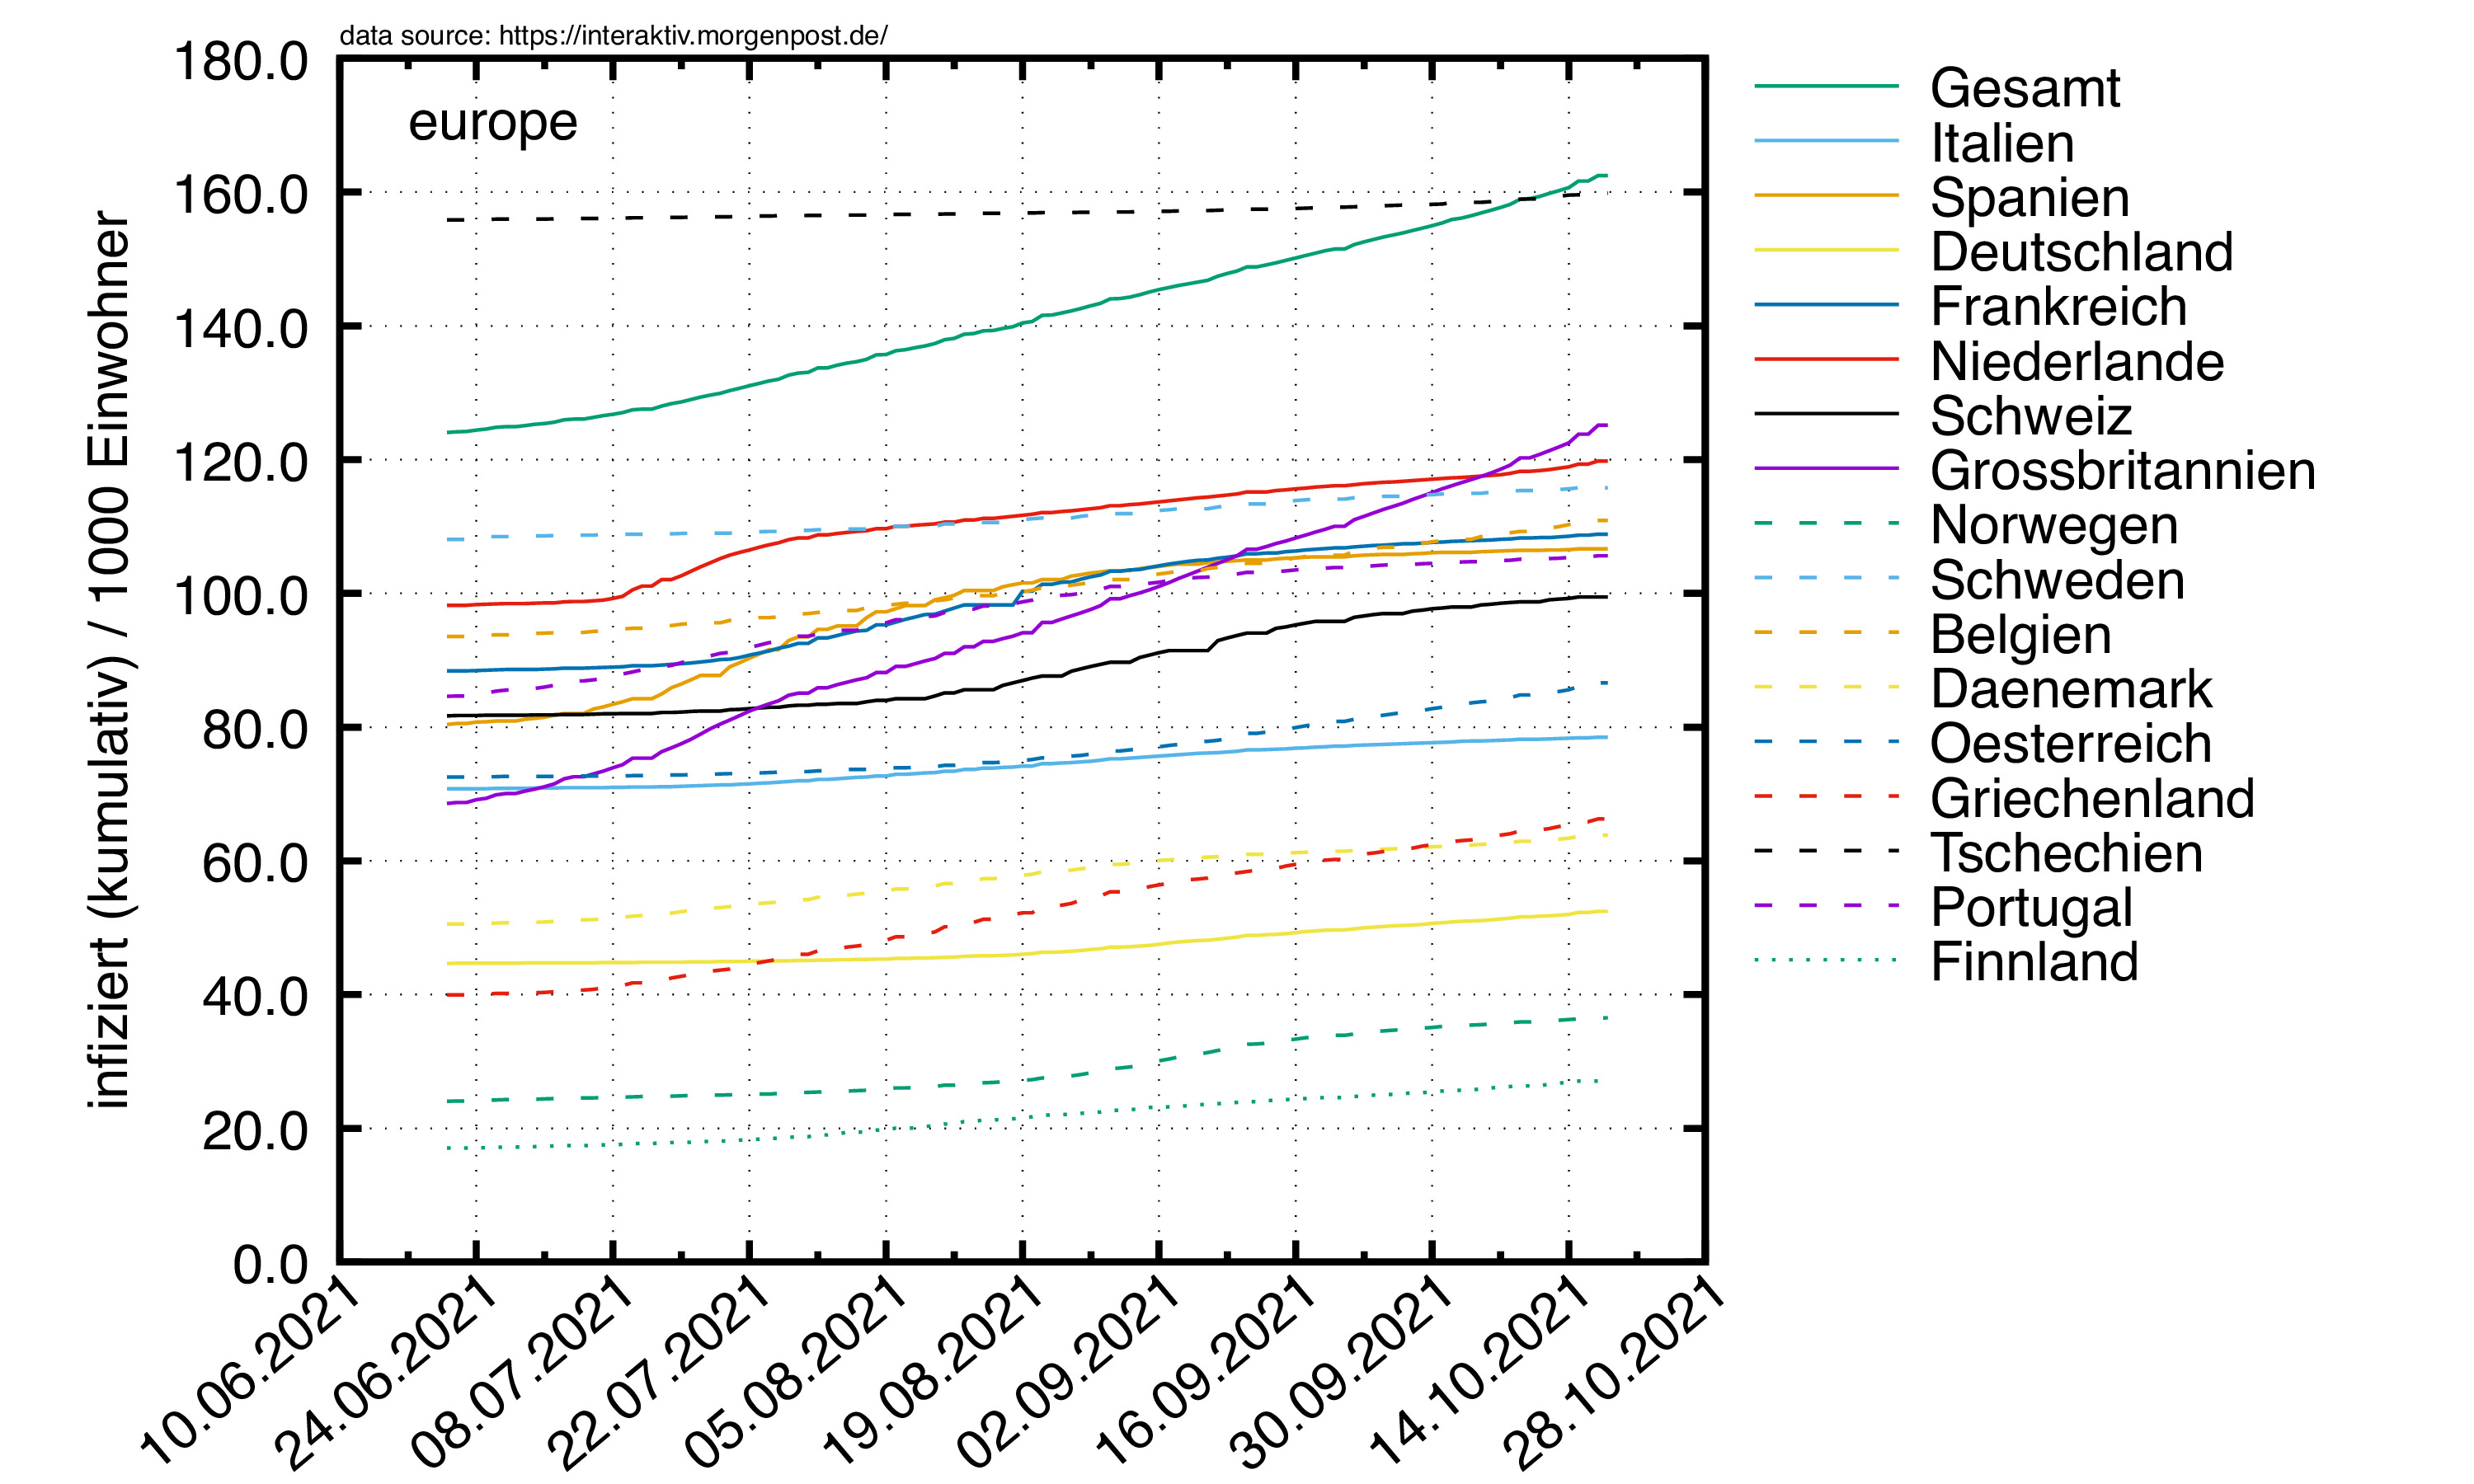 data source: https://interaktiv.morgenpost.de/
europe
infiziert (kumulativ) / 1000 Einwohner
180.0
160.0
140.0
120.0
100.0
80.0
60.0
40.0
20.0
0.0
10.06.2021
24.06.2021
08.07.2021
22.07.2021
05.08.2021
19.08.2021
02.09.2021
16.09.2021
30.09.2021
14.10.2021
28.10.2021
Gesamt
Italien
Spanien
Deutschland
Frankreich
Niederlande
Schweiz
Grossbritannien
Norwegen
Schweden
Belgien
Daenemark
Oesterreich
Griechenland
Tschechien
Portugal
Finnland